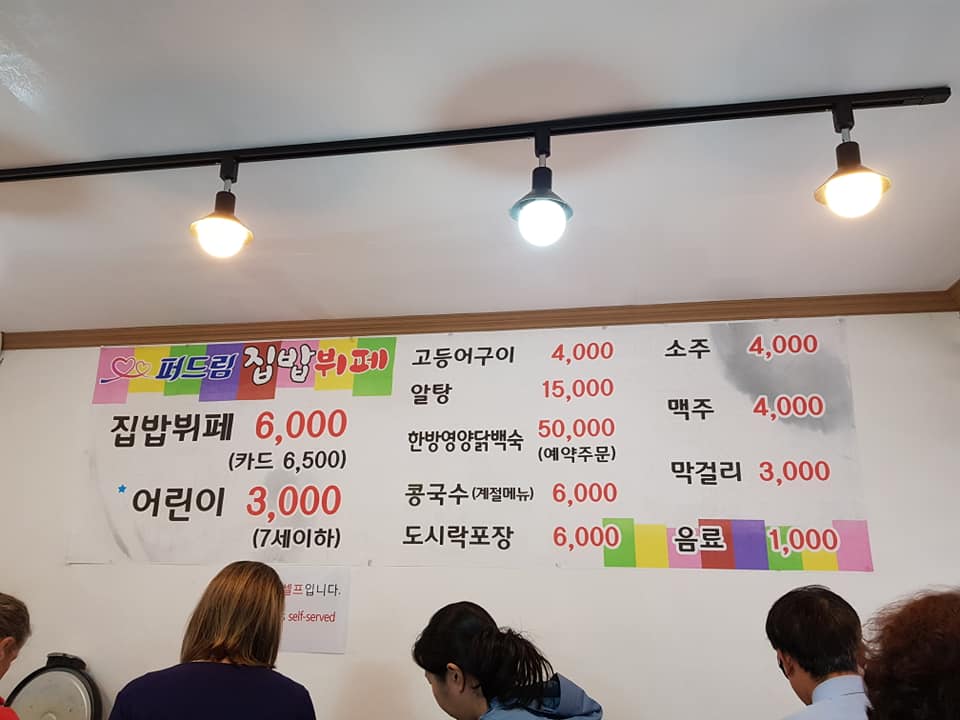 퍼드림 집밥뷔페
집밥뷔페 6,000
(카드 6,500)
어린이 3,000
(7세이하)
고등어구이 4,000
알탕 15,000
한방영양닭백숙 50,000
(예약주문)
콩국수(계절메뉴) 6,000
도시락포장 6,000
소주 4,000
맥주 4,000
막걸리 3,000
음료 1,000
셀프입니다.
self-served